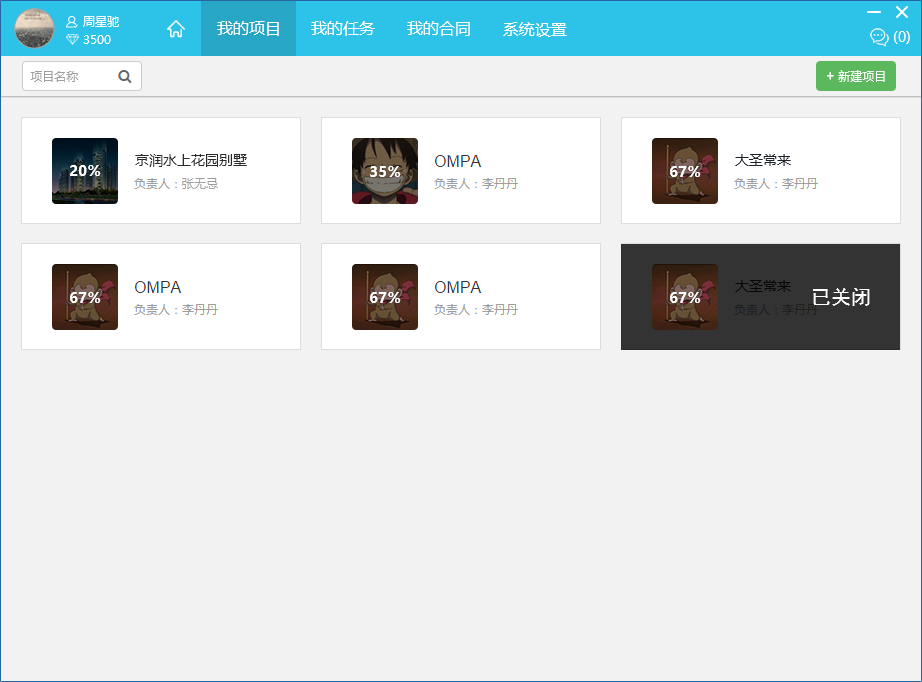 周星驰
3500
我的项目
我的任务
我的合同
系统设置
(0)
项目名称
+ 新建项目
20%
京润水上花园别墅
负责人：张无忌
35%
OMPA
负责人：李丹丹
67%
大圣常来
负责人：李丹丹
67%
OMPA
负责人：李丹丹
67%
OMPA
负责人：李丹丹
67%
大圣常来
负责人：李丹丹
已关闭